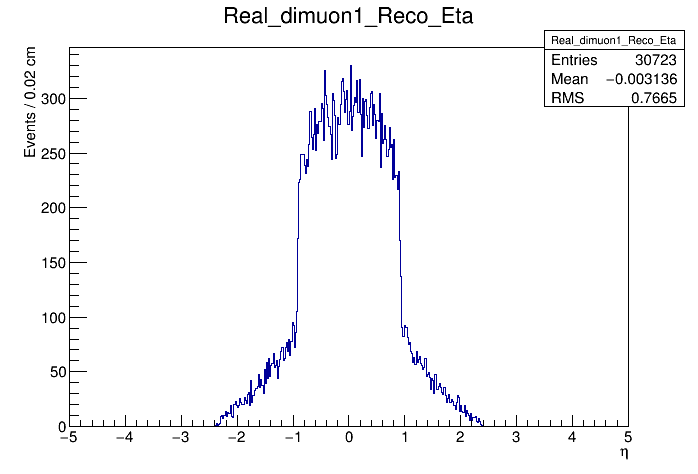 Real_dimuon1_Reco_Eta
Real_dimuon1_Reco_Eta
Entries 30723
Mean −0.003136
RMS 0.7665
Events / 0.02 cm
300
250
200
150
100
50
0
−5 −4 −3 −2 −1 0 1 2 3 4 5
η